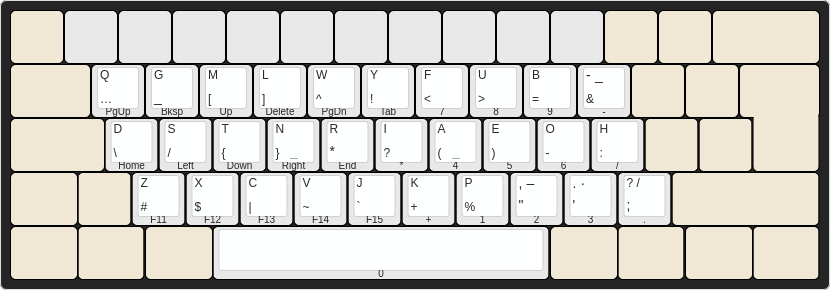 Q G M L W Y F U B - _
… _ [ ] ^ ! < > = &
PgUp Bksp Up Delete PgDn Tab 7 8 9 -
D S T N R I A E O H
\ / { } _ * ? ( _ ) - :
Home Left Down Right End * 4 5 6 /
Z X C V J K P , – . · ? /
# $ | ~ ` + % " ' ;
F11 F12 F13 F14 F15 + 1 2 3 .
0